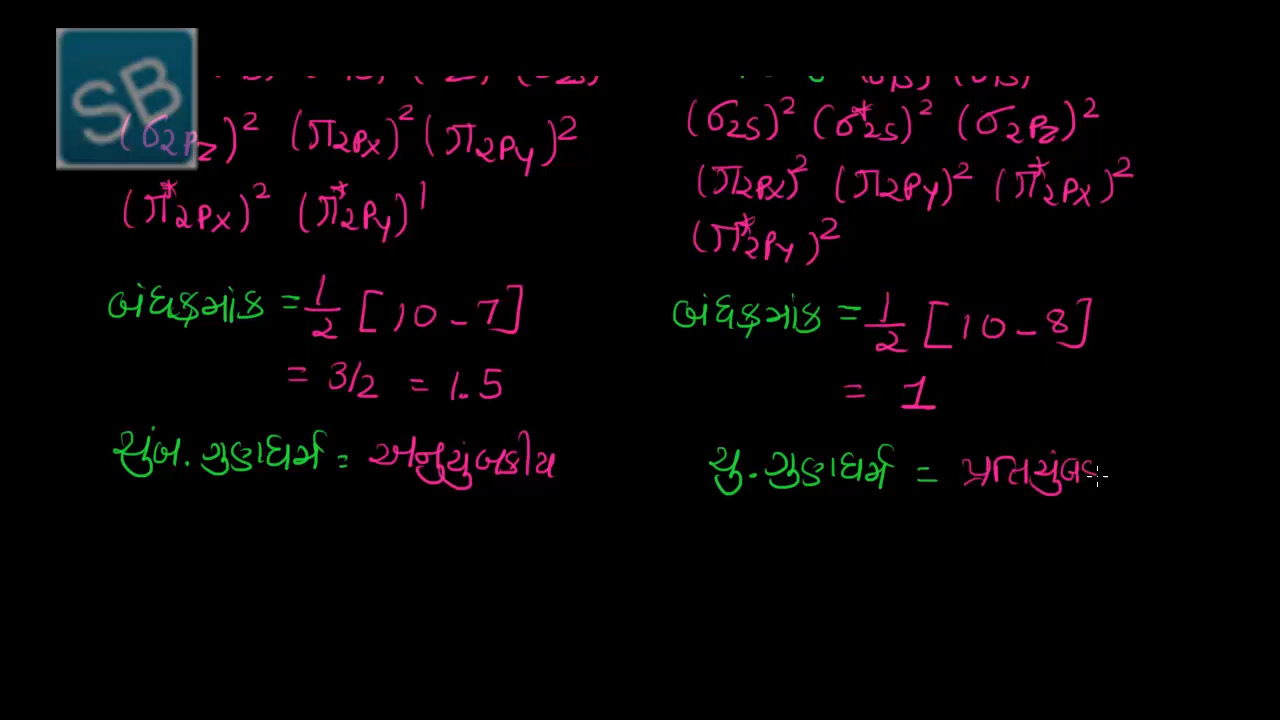 SB
(σ2Pz)² (π2Px)² (π2Py)²
(π*2Px)² (π*2Py)¹
બંધક્રમાંક = 1/2 [10 - 7]
= 3/2 = 1.5
ચુંબ. ગુણધર્મ = અનુચુંબકીય
(σ2s)² (σ*2s)² (σ2Pz)²
(π2Px)² (π2Py)² (π*2Px)²
(π*2Py)²
બંધક્રમાંક = 1/2 [10 - 8]
= 1
ચુ. ગુણાધર્મ = પ્રતિચુંબક